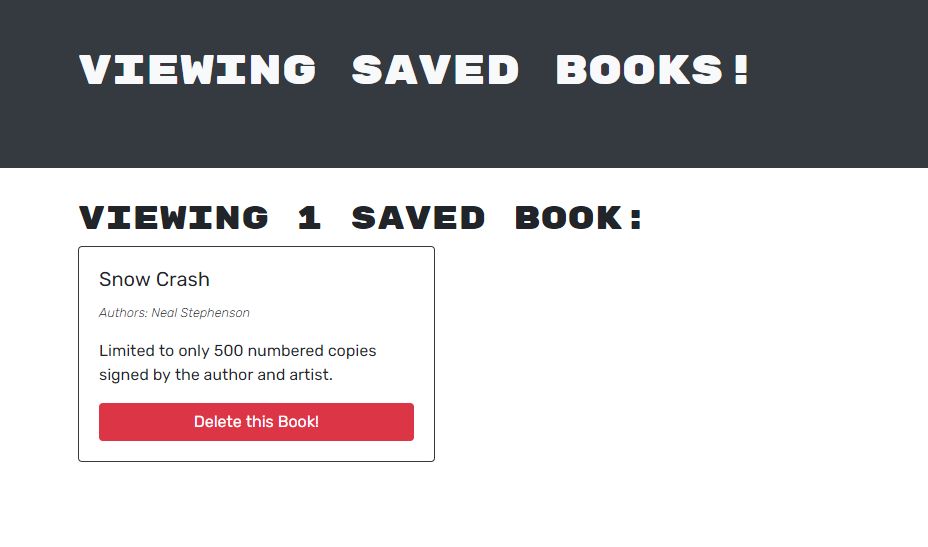 VIEWING SAVED BOOKS!
VIEWING 1 SAVED BOOK:
Snow Crash
Authors: Neal Stephenson
Limited to only 500 numbered copies
signed by the author and artist.
Delete this Book!